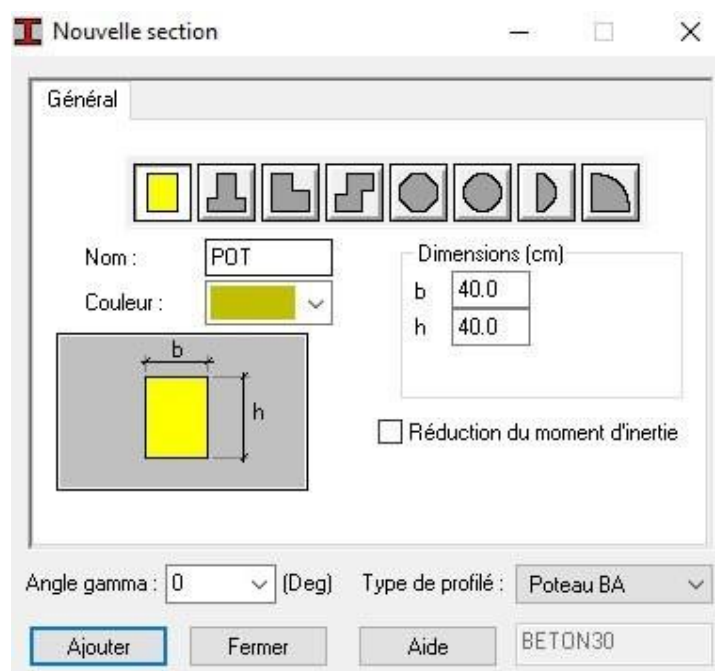 Nouvelle section
Général
Nom :
POT
Couleur :
Dimensions (cm)
b
40.0
h
40.0
b
h
Réduction du moment d'inertie
Angle gamma :
0
(Deg)
Type de profilé :
Poteau BA
Ajouter
Fermer
Aide
BETON30